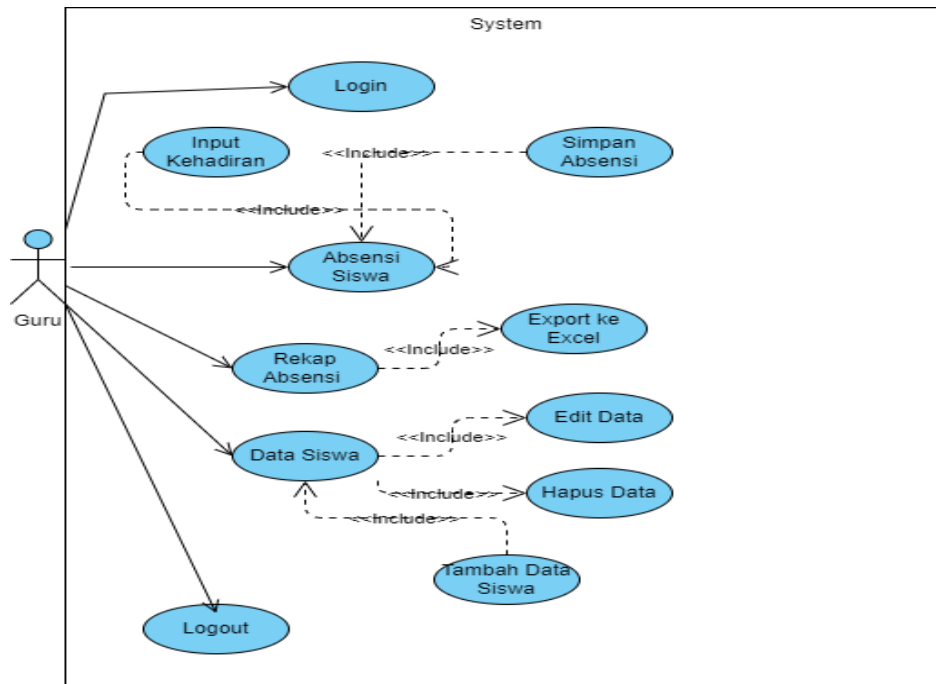 System
Login
Input
Kehadiran
<<Include>>
Simpan
Absensi
<<Include>>
Absensi
Siswa
Guru
Export ke
Excel
<<Include>>
Rekap
Absensi
Edit Data
<<Include>>
Data Siswa
<<Include>>
Hapus Data
<<Include>>
Tambah Data
Siswa
Logout